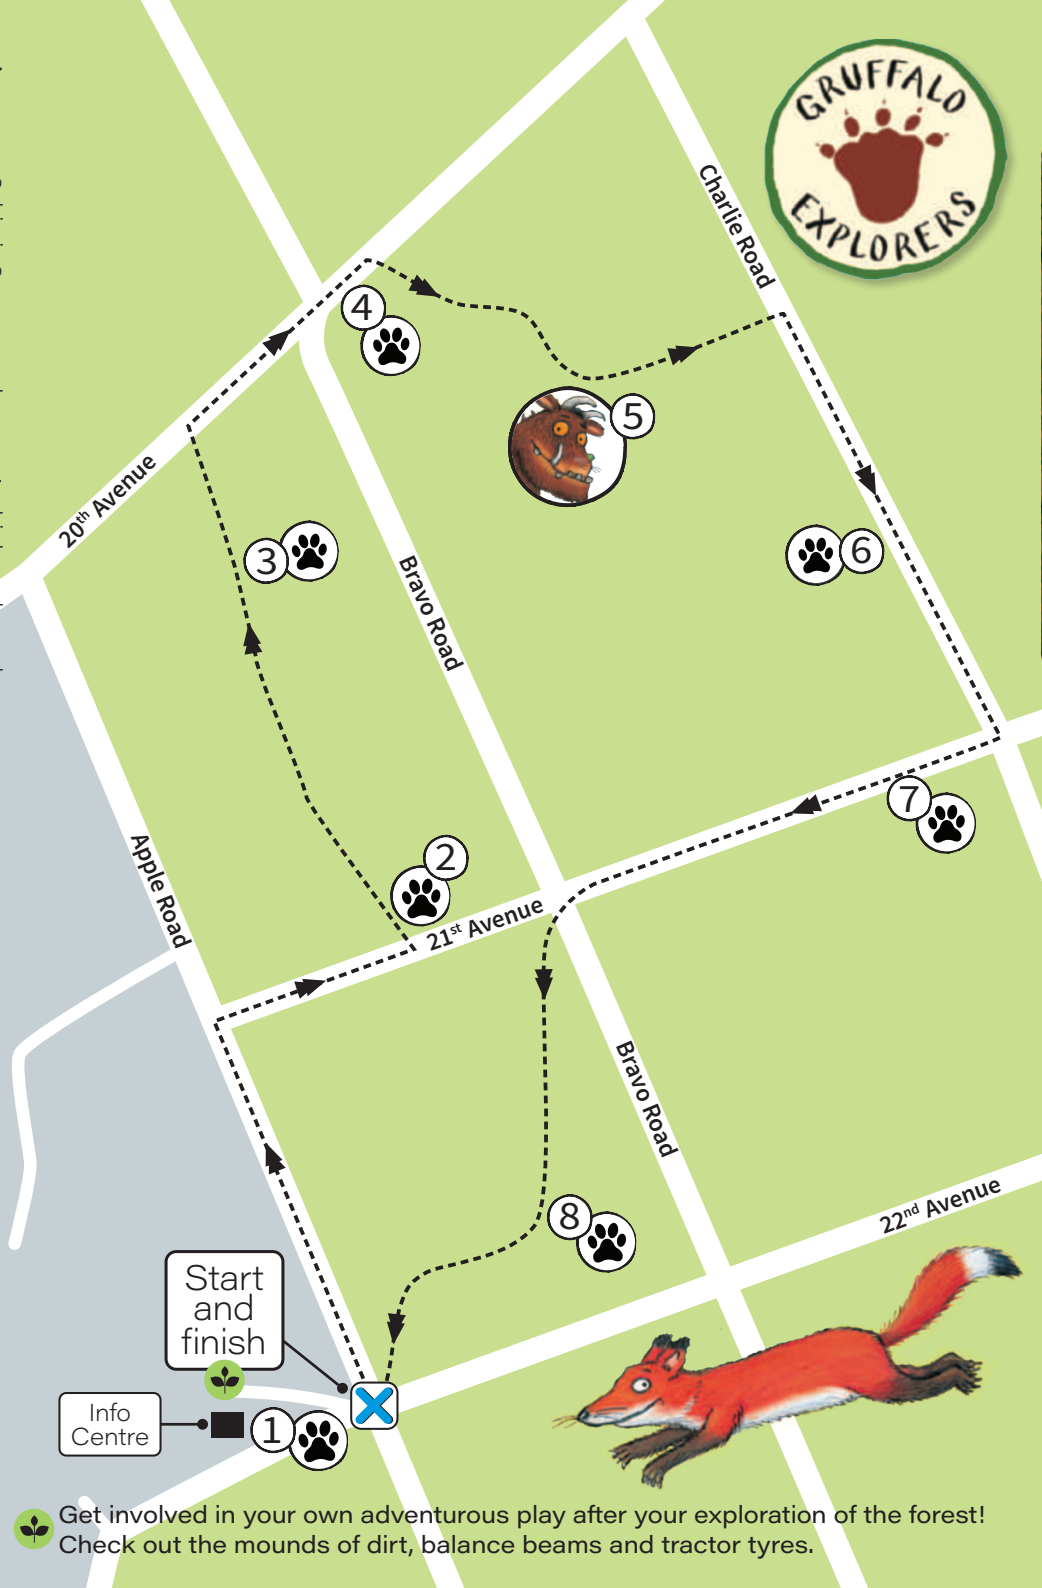 GRUFFALO
EXPLORERS
Charlie Road
4
5
20th Avenue
3
Bravo Road
6
7
2
Apple Road
21st Avenue
Bravo Road
8
22nd Avenue
Start
and
finish
Info
Centre
1
Get involved in your own adventurous play after your exploration of the forest!
Check out the mounds of dirt, balance beams and tractor tyres.